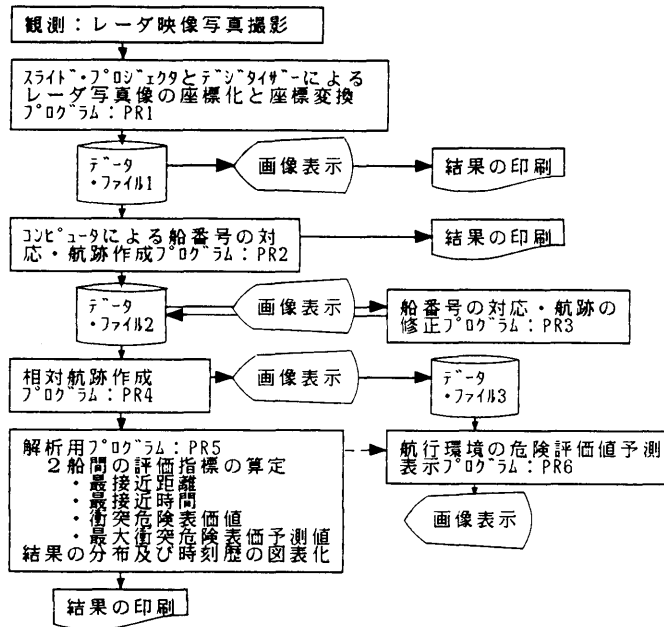 観測：レーダ映像写真撮影
ｽﾗｲﾄﾞ・ﾌﾟﾛｼﾞｪｸﾀとﾃﾞｼﾞﾀｲｻﾞｰによる
レーダ写真像の座標化と座標変換
ﾌﾟﾛｸﾞﾗﾑ：PR1
ﾃﾞｰﾀ
・ﾌｧｲﾙ1
画像表示
結果の印刷
ｺﾝﾋﾟｭｰﾀによる船番号の対
応・航跡作成ﾌﾟﾛｸﾞﾗﾑ：PR2
結果の印刷
ﾃﾞｰﾀ
・ﾌｧｲﾙ2
画像表示
船番号の対応・航跡の
修正ﾌﾟﾛｸﾞﾗﾑ：PR3
相対航跡作成
ﾌﾟﾛｸﾞﾗﾑ：PR4
画像表示
ﾃﾞｰﾀ
・ﾌｧｲﾙ3
解析用ﾌﾟﾛｸﾞﾗﾑ：PR5
２船間の評価指標の算定
・最接近距離
・最接近時間
・衝突危険表価値
・最大衝突危険表価予測値
結果の分布及び時刻歴の図表化
航行環境の危険評価値予測
表示ﾌﾟﾛｸﾞﾗﾑ：PR6
画像表示
結果の印刷